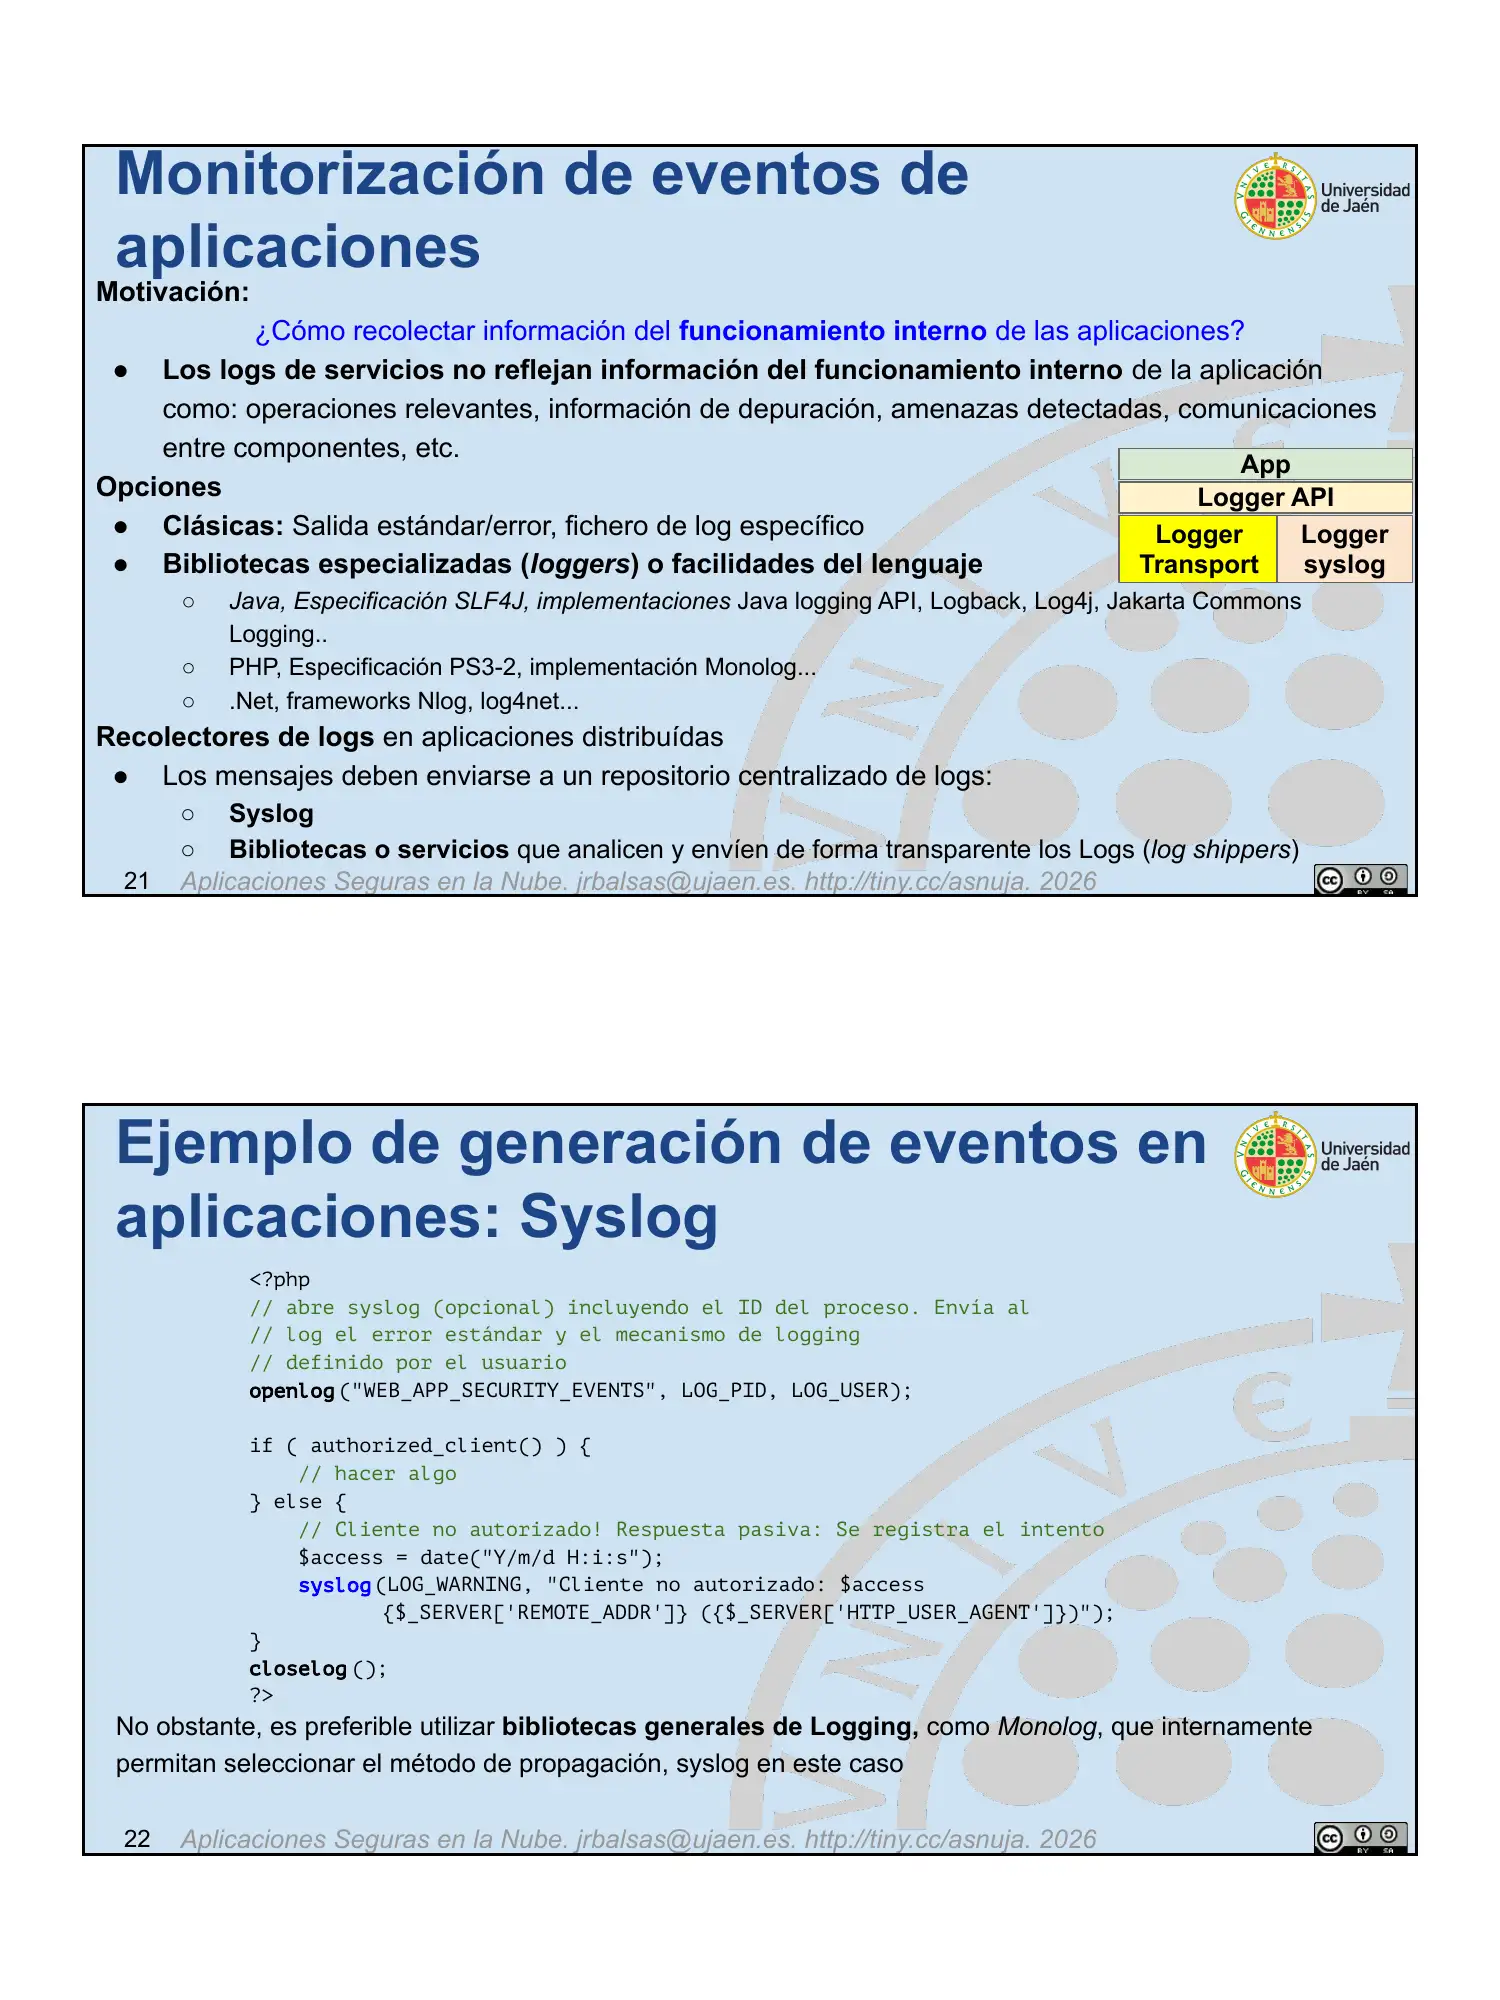 Monitorización de eventos de
aplicaciones
Universidad
de Jaén
Motivación:
¿Cómo recolectar información del funcionamiento interno de las aplicaciones?
● Los logs de servicios no reflejan información del funcionamiento interno de la aplicación
como: operaciones relevantes, información de depuración, amenazas detectadas, comunicaciones
entre componentes, etc.
App
Logger API
Logger
Transport
Logger
syslog
Opciones
● Clásicas: Salida estándar/error, fichero de log específico
● Bibliotecas especializadas (loggers) o facilidades del lenguaje
○ Java, Especificación SLF4J, implementaciones Java logging API, Logback, Log4j, Jakarta Commons
Logging..
○ PHP, Especificación PS3-2, implementación Monolog...
○ .Net, frameworks Nlog, log4net...
Recolectores de logs en aplicaciones distribuídas
● Los mensajes deben enviarse a un repositorio centralizado de logs:
○ Syslog
○ Bibliotecas o servicios que analicen y envíen de forma transparente los Logs (log shippers)
21 Aplicaciones Seguras en la Nube. jrbalsas@ujaen.es. http://tiny.cc/asnuja. 2026
cc BY SA
Ejemplo de generación de eventos en
aplicaciones: Syslog
Universidad
de Jaén
<?php
// abre syslog (opcional) incluyendo el ID del proceso. Envía al
// log el error estándar y el mecanismo de logging
// definido por el usuario
openlog("WEB_APP_SECURITY_EVENTS", LOG_PID, LOG_USER);
if ( authorized_client() ) {
// hacer algo
} else {
// Cliente no autorizado! Respuesta pasiva: Se registra el intento
$access = date("Y/m/d H:i:s");
syslog(LOG_WARNING, "Cliente no autorizado: $access
{$_SERVER['REMOTE_ADDR']} ({$_SERVER['HTTP_USER_AGENT']})");
}
closelog();
?>
No obstante, es preferible utilizar bibliotecas generales de Logging, como Monolog, que internamente
permitan seleccionar el método de propagación, syslog en este caso
22 Aplicaciones Seguras en la Nube. jrbalsas@ujaen.es. http://tiny.cc/asnuja. 2026
cc BY SA